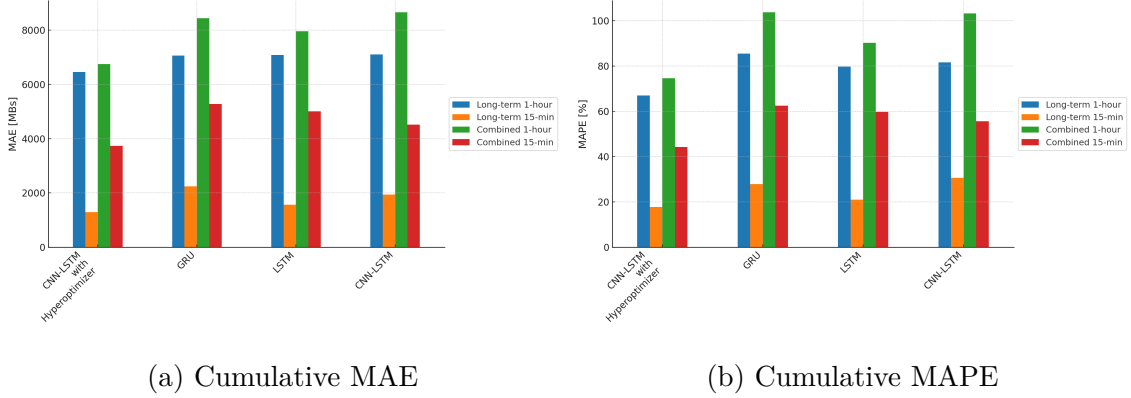 8000
6000
4000
2000
0
MAE [MBs]
CNN-LSTM
with
Hyperoptimizer
GRU
LSTM
CNN-LSTM
Long-term 1-hour
Long-term 15-min
Combined 1-hour
Combined 15-min
(a) Cumulative MAE
100
80
60
40
20
0
MAPE [%]
CNN-LSTM
with
Hyperoptimizer
GRU
LSTM
CNN-LSTM
Long-term 1-hour
Long-term 15-min
Combined 1-hour
Combined 15-min
(b) Cumulative MAPE